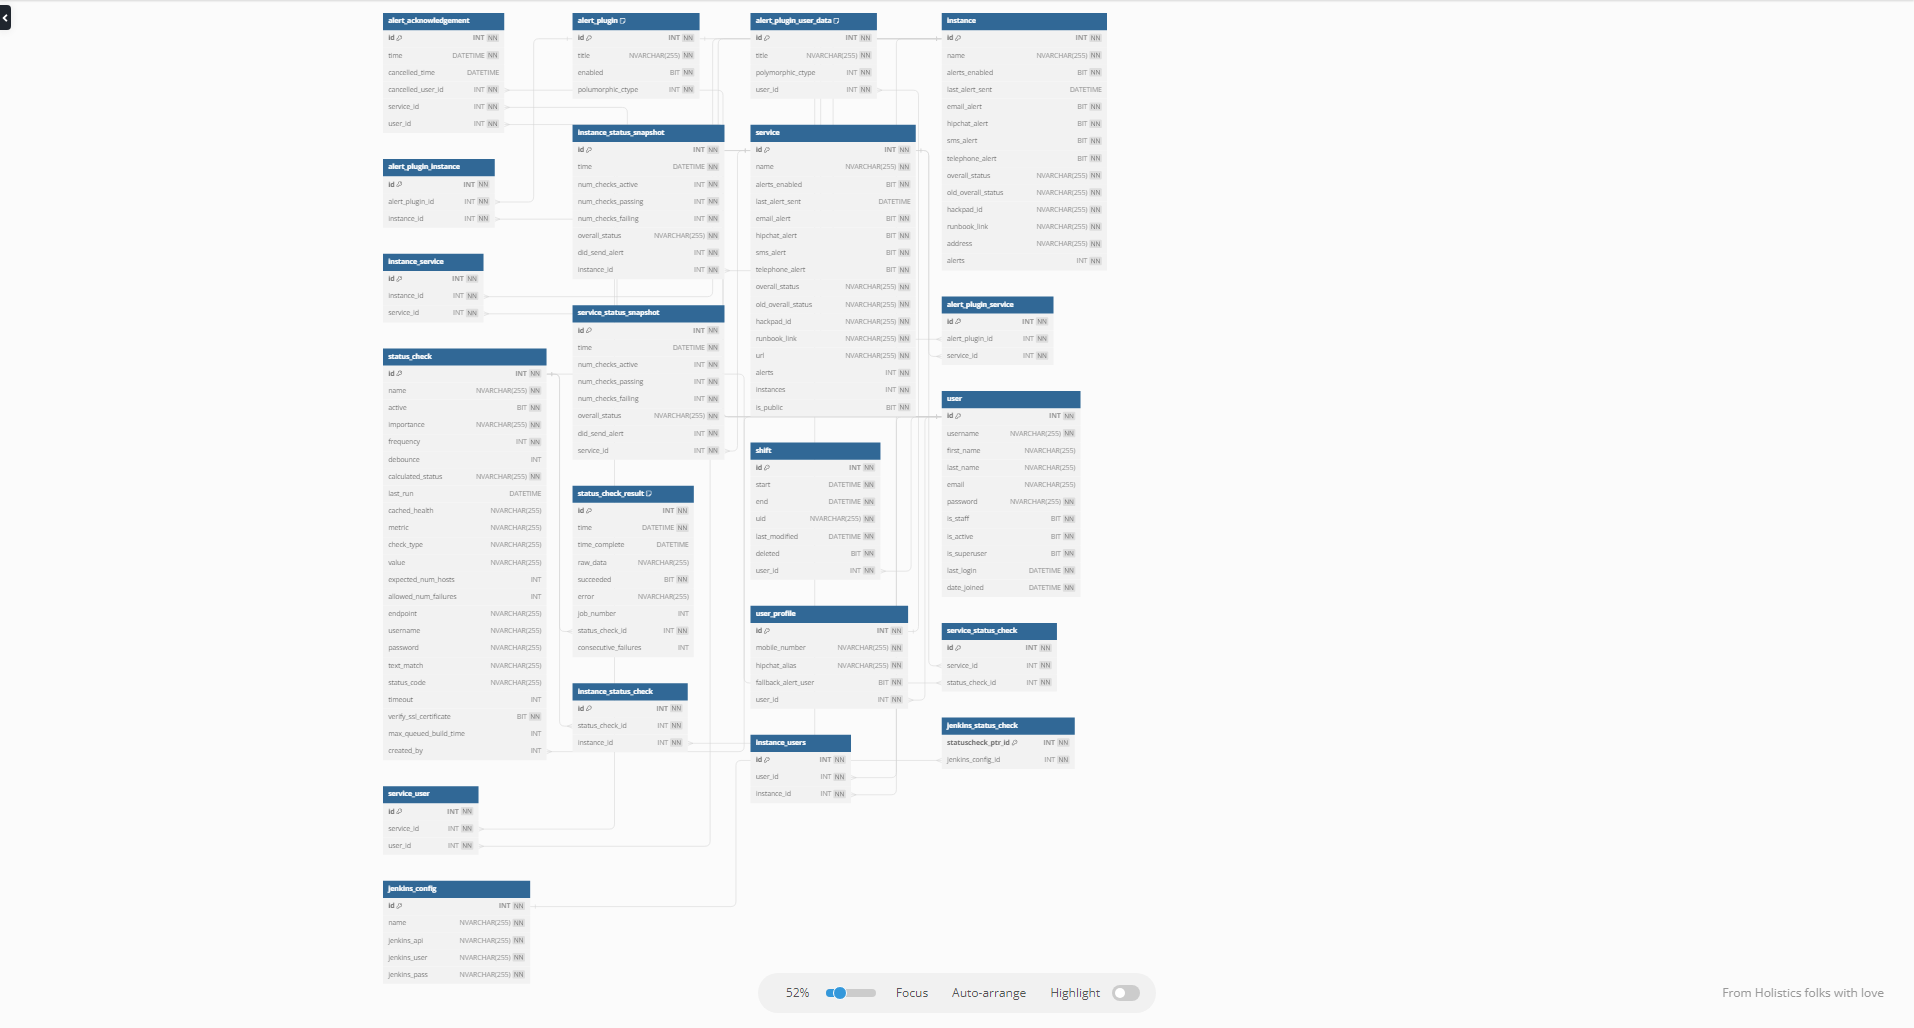 alert_acknowledgement
id INT NN
time DATETIME NN
cancelled_time DATETIME
cancelled_user_id INT NN
service_id INT NN
user_id INT NN
alert_plugin_instance
id INT NN
alert_plugin_id INT NN
instance_id INT NN
instance_service
id INT NN
instance_id INT NN
service_id INT NN
status_check
id INT NN
name NVARCHAR(255) NN
active BIT NN
importance NVARCHAR(255) NN
frequency INT NN
debounce INT
calculated_status NVARCHAR(255) NN
last_run DATETIME
cached_health NVARCHAR(255)
metric NVARCHAR(255)
check_type NVARCHAR(255)
value NVARCHAR(255)
expected_num_hosts INT
allowed_num_failures INT
endpoint NVARCHAR(255)
username NVARCHAR(255)
password NVARCHAR(255)
text_match NVARCHAR(255)
status_code NVARCHAR(255)
timeout INT
verify_ssl_certificate BIT NN
max_queued_build_time INT
created_by INT
service_user
id INT NN
service_id INT NN
user_id INT NN
jenkins_config
id INT NN
name NVARCHAR(255) NN
jenkins_api NVARCHAR(255) NN
jenkins_user NVARCHAR(255) NN
jenkins_pass NVARCHAR(255) NN
alert_plugin
id INT NN
title NVARCHAR(255) NN
enabled BIT NN
polumorphic_ctype INT NN
instance_status_snapshot
id INT NN
time DATETIME NN
num_checks_active INT NN
num_checks_passing INT NN
num_checks_failing INT NN
overall_status NVARCHAR(255) NN
did_send_alert INT NN
instance_id INT NN
service_status_snapshot
id INT NN
time DATETIME NN
num_checks_active INT NN
num_checks_passing INT NN
num_checks_failing INT NN
overall_status NVARCHAR(255) NN
did_send_alert INT NN
service_id INT NN
status_check_result
id INT NN
time DATETIME NN
time_complete DATETIME
raw_data NVARCHAR(255)
succeeded BIT NN
error NVARCHAR(255)
job_number INT
status_check_id INT NN
consecutive_failures INT
instance_status_check
id INT NN
status_check_id INT NN
instance_id INT NN
alert_plugin_user_data
id INT NN
title NVARCHAR(255) NN
polymorphic_ctype INT NN
user_id INT NN
service
id INT NN
name NVARCHAR(255) NN
alerts_enabled BIT NN
last_alert_sent DATETIME
email_alert BIT NN
hipchat_alert BIT NN
sms_alert BIT NN
telephone_alert BIT NN
overall_status NVARCHAR(255) NN
old_overall_status NVARCHAR(255) NN
hackpad_id NVARCHAR(255) NN
runbook_link NVARCHAR(255) NN
url NVARCHAR(255) NN
alerts INT NN
instances INT NN
is_public BIT NN
shift
id INT NN
start DATETIME NN
end DATETIME NN
uid NVARCHAR(255) NN
last_modified DATETIME NN
deleted BIT NN
user_id INT NN
user_profile
id INT NN
mobile_number NVARCHAR(255) NN
hipchat_alias NVARCHAR(255) NN
fallback_alert_user BIT NN
user_id INT NN
instance_users
id INT NN
user_id INT NN
instance_id INT NN
instance
id INT NN
name NVARCHAR(255) NN
alerts_enabled BIT NN
last_alert_sent DATETIME
email_alert BIT NN
hipchat_alert BIT NN
sms_alert BIT NN
telephone_alert BIT NN
overall_status NVARCHAR(255) NN
old_overall_status NVARCHAR(255) NN
hackpad_id NVARCHAR(255) NN
runbook_link NVARCHAR(255) NN
address NVARCHAR(255) NN
alerts INT NN
alert_plugin_service
id INT NN
alert_plugin_id INT NN
service_id INT NN
user
id INT NN
username NVARCHAR(255) NN
first_name NVARCHAR(255)
last_name NVARCHAR(255)
email NVARCHAR(255)
password NVARCHAR(255) NN
is_staff BIT NN
is_active BIT NN
is_superuser BIT NN
last_login DATETIME NN
date_joined DATETIME NN
service_status_check
id INT NN
service_id INT NN
status_check_id INT NN
jenkins_status_check
statuscheck_ptr_id INT NN
jenkins_config_id INT NN
52% Focus Auto-arrange Highlight
From Holistics folks with love